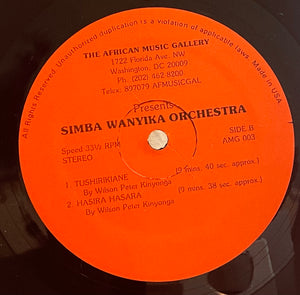 All Rights Reserved Unauthorized duplication is a violation of applicable laws. Made in USA.
THE AFRICAN MUSIC GALLERY
1722 Florida Ave. NW
Washington, DC 20009
Ph. (202) 462-8200
Telex: 897079 AFMUSICGAL
Presents
SIMBA WANYIKA ORCHESTRA
Speed 33⅓ RPM SIDE B
STEREO AMG 003
1. TUSHIRIKIANE (9 mins. 40 sec. approx.)
By Wilson Peter Kinyonga
2. HASIRA HASARA (9 mins. 38 sec. approx.)
By Wilson Peter Kinyonga